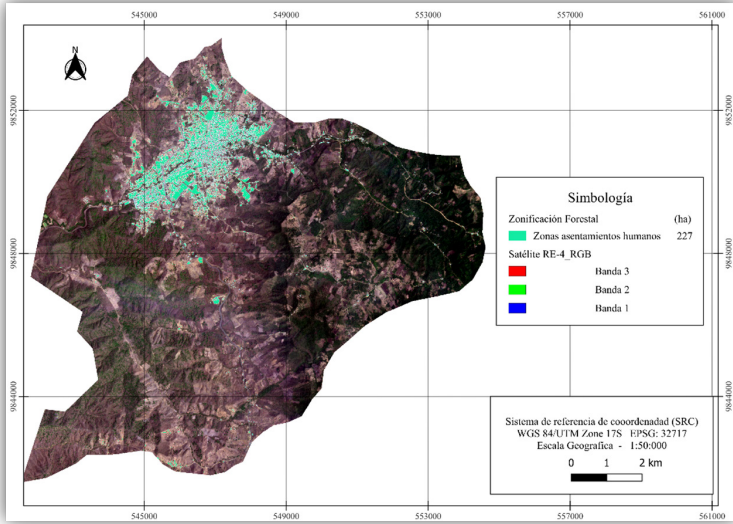 545000 549000 553000 557000 561000
N
9852000
9852000
Simbología
Zonificación Forestal (ha)
Zonas asentamientos humanos 227
Satélite RE-4_RGB
Banda 3
Banda 2
Banda 1
9848000
9848000
9844000
9844000
Sistema de referencia de cooordenadad (SRC)
WGS 84/UTM Zone 17S EPSG: 32717
Escala Geografica - 1:50:000
0 1 2 km
545000 549000 553000 557000 561000